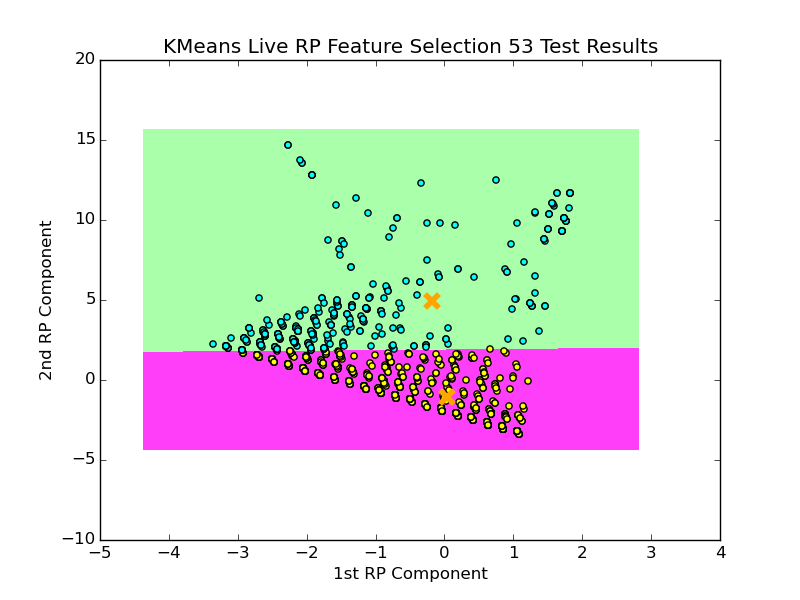 KMeans Live RP Feature Selection 53 Test Results
20
15
10
5
0
−5
−10
2nd RP Component
−5 −4 −3 −2 −1 0 1 2 3 4
1st RP Component